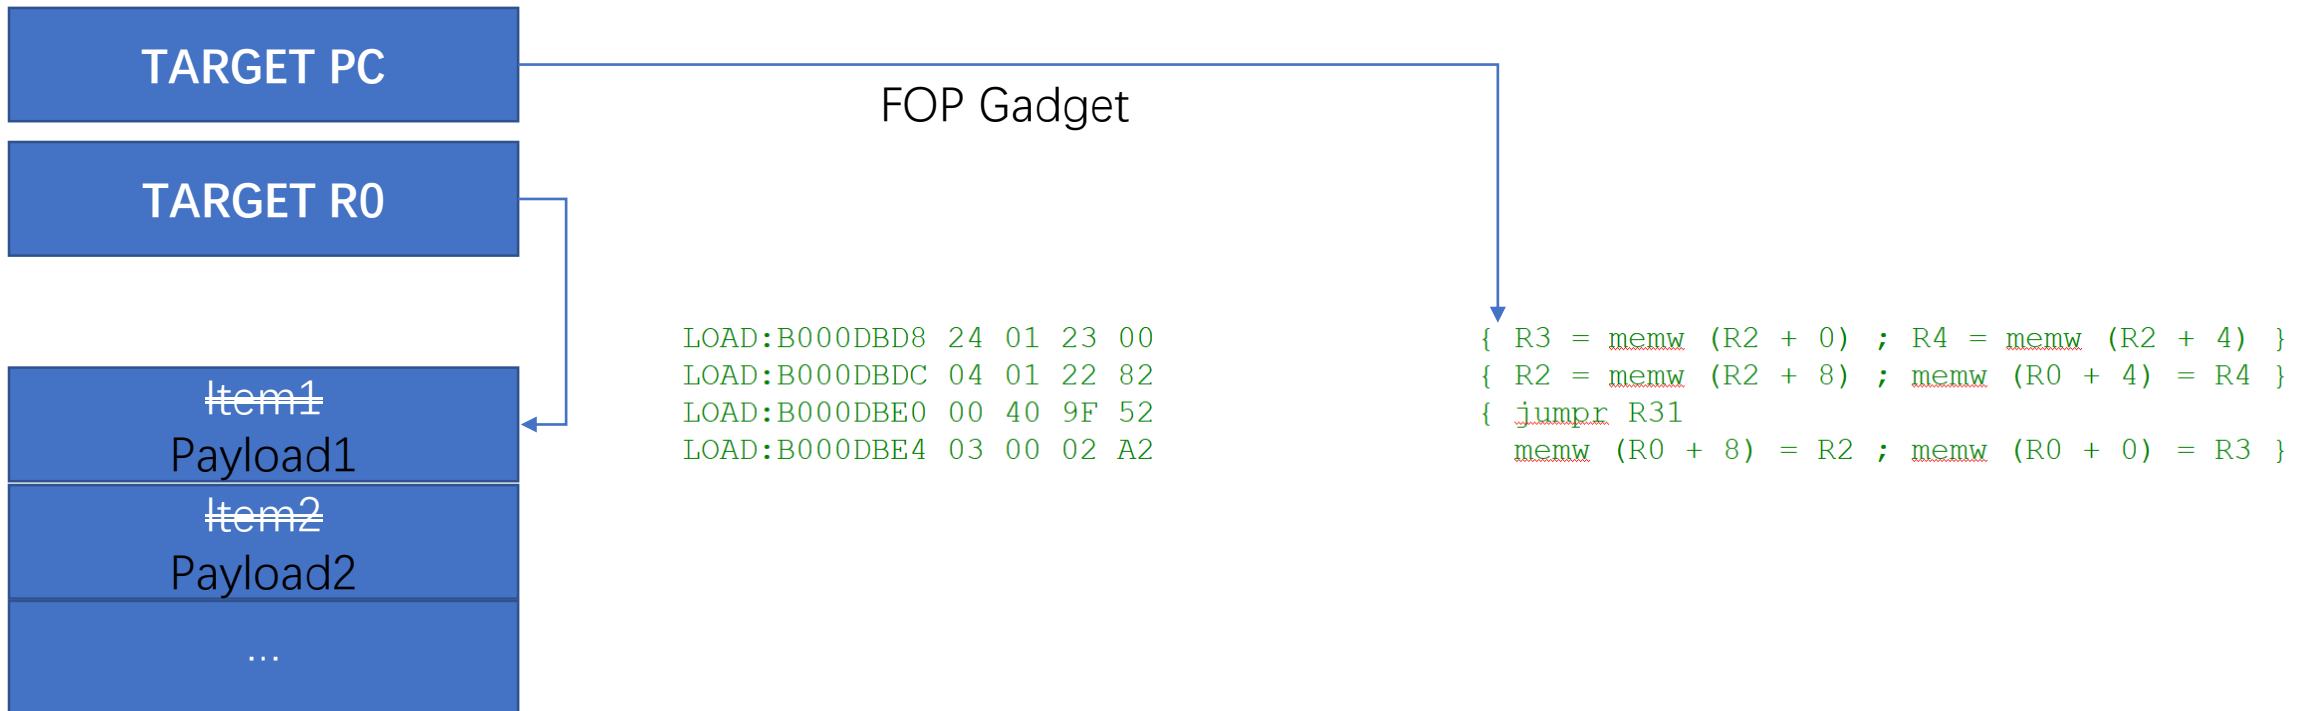 TARGET PC
FOP Gadget
TARGET R0
LOAD:B000DBD8 24 01 23 00 { R3 = memw (R2 + 0) ; R4 = memw (R2 + 4) }
LOAD:B000DBDC 04 01 22 82 { R2 = memw (R2 + 8) ; memw (R0 + 4) = R4 }
LOAD:B000DBE0 00 40 9F 52 { jumpr R31
LOAD:B000DBE4 03 00 02 A2 memw (R0 + 8) = R2 ; memw (R0 + 0) = R3 }
Item1
Payload1
Item2
Payload2
...